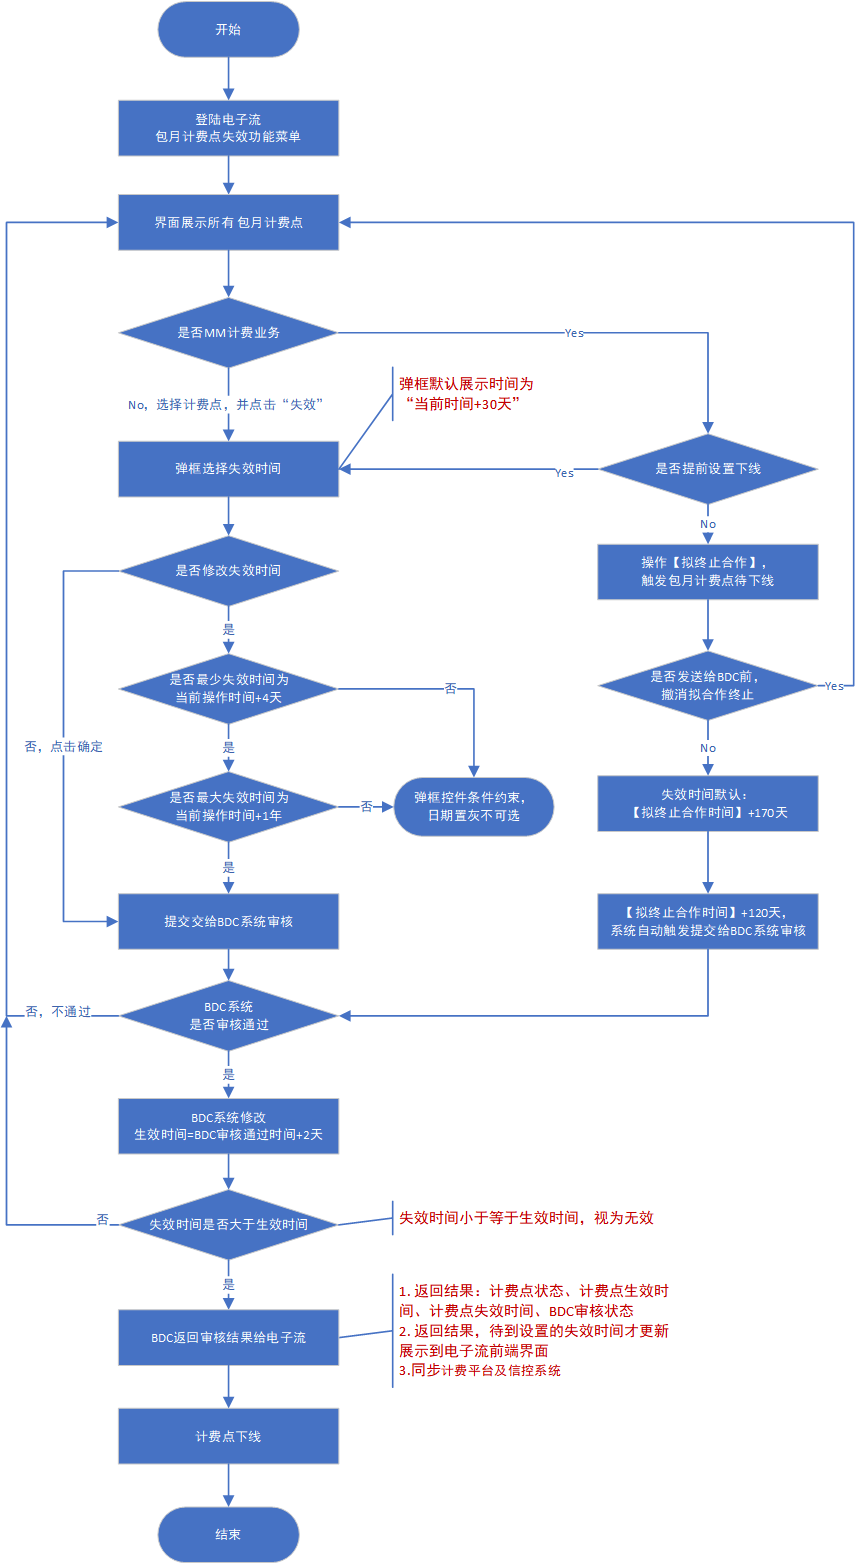 开始
登陆电子流
包月计费点失效功能菜单
界面展示所有包月计费点
是否MM计费业务
Yes
No，选择计费点，并点击“失效”
弹框默认展示时间为
“当前时间+30天”
弹框选择失效时间
Yes
是否提前设置下线
No
是否修改失效时间
操作【拟终止合作】，
触发包月计费点待下线
是
是否最少失效时间为
当前操作时间+4天
否
是否发送给BDC前，
撤消拟合作终止
Yes
否，点击确定
是
No
是否最大失效时间为
当前操作时间+1年
否
弹框控件条件约束，
日期置灰不可选
失效时间默认：
【拟终止合作时间】+170天
是
提交交给BDC系统审核
【拟终止合作时间】+120天，
系统自动触发提交给BDC系统审核
否，不通过
BDC系统
是否审核通过
是
BDC系统修改
生效时间=BDC审核通过时间+2天
否
失效时间是否大于生效时间
失效时间小于等于生效时间，视为无效
是
BDC返回审核结果给电子流
1. 返回结果：计费点状态、计费点生效时
间、计费点失效时间、BDC审核状态
2. 返回结果，待到设置的失效时间才更新
展示到电子流前端界面
3.同步计费平台及信控系统
计费点下线
结束